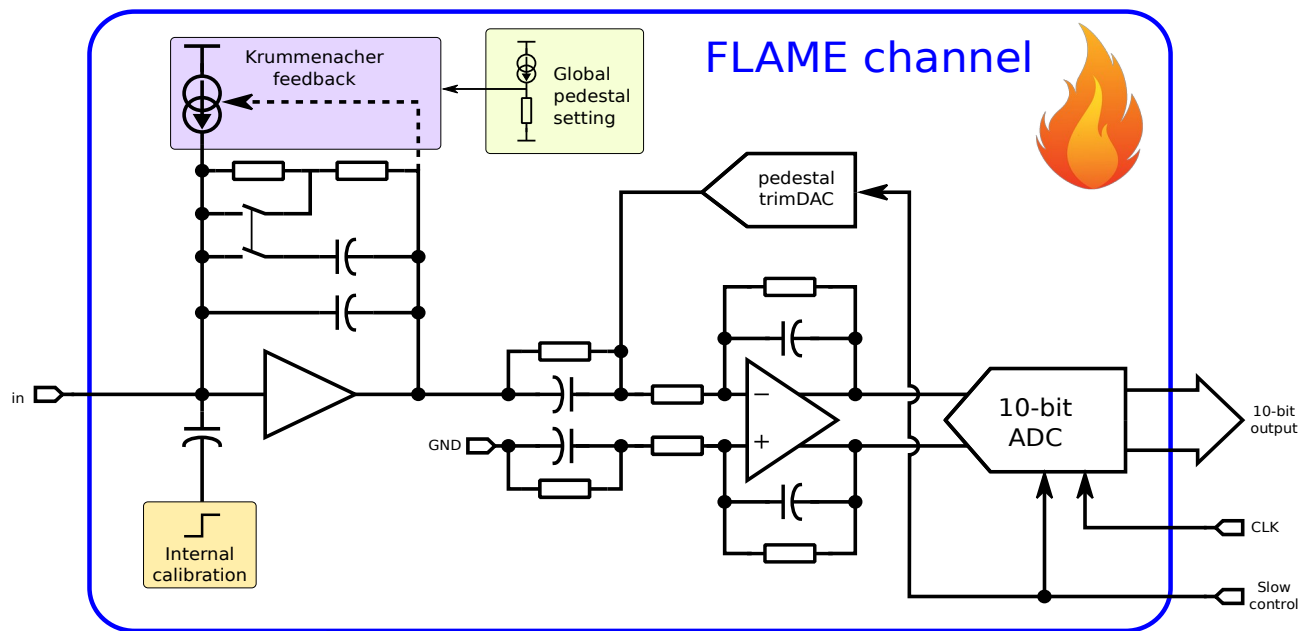 FLAME channel
Krummenacher
feedback
Global
pedestal
setting
pedestal
trimDAC
in
GND
−
+
10-bit
ADC
10-bit
output
CLK
Internal
calibration
Slow
control